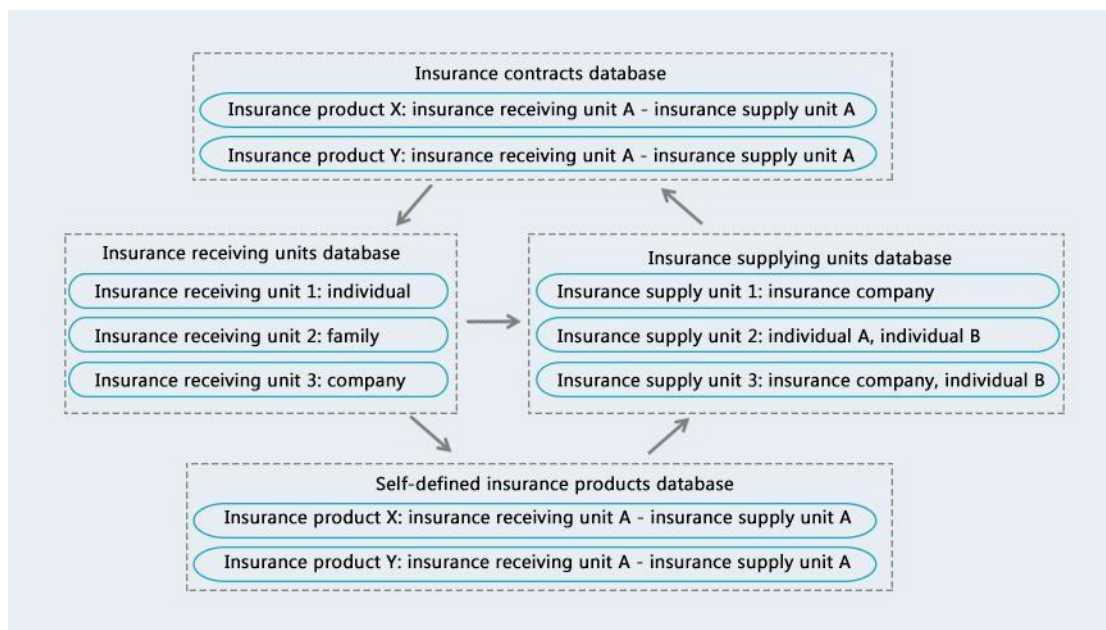 Insurance contracts database
Insurance product X: insurance receiving unit A - insurance supply unit A
Insurance product Y: insurance receiving unit A - insurance supply unit A
Insurance receiving units database
Insurance receiving unit 1: individual
Insurance receiving unit 2: family
Insurance receiving unit 3: company
Insurance supplying units database
Insurance supply unit 1: insurance company
Insurance supply unit 2: individual A, individual B
Insurance supply unit 3: insurance company, individual B
Self-defined insurance products database
Insurance product X: insurance receiving unit A - insurance supply unit A
Insurance product Y: insurance receiving unit A - insurance supply unit A